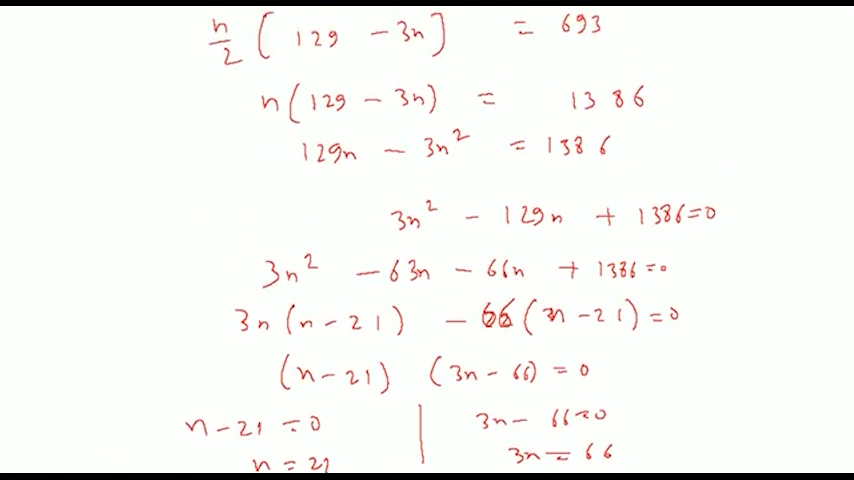 n/2 [ 129 - 3n ] = 693
n (129 - 3n) = 1386
129n - 3n² = 1386
3n² - 129n + 1386 = 0
3n² - 63n - 66n + 1386 = 0
3n (n - 21) - 66 (n - 21) = 0
(n - 21) (3n - 66) = 0
n - 21 = 0 | 3n - 66 = 0
n = 21 3n = 66